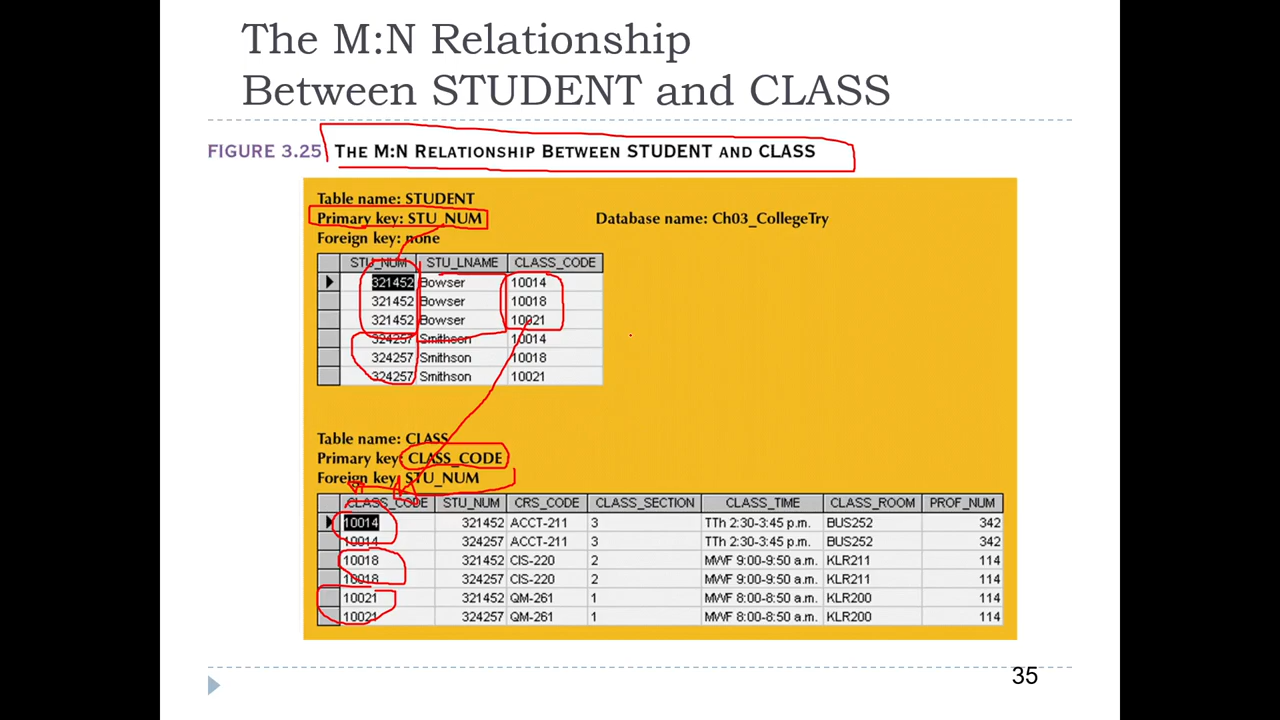 The M:N Relationship
Between STUDENT and CLASS
FIGURE 3.25 THE M:N RELATIONSHIP BETWEEN STUDENT AND CLASS
Table name: STUDENT
Primary key: STU_NUM Database name: Ch03_CollegeTry
Foreign key: none
STU_NUM STU_LNAME CLASS_CODE
321452 Bowser 10014
321452 Bowser 10018
321452 Bowser 10021
324257 Smithson 10014
324257 Smithson 10018
324257 Smithson 10021
Table name: CLASS
Primary key: CLASS_CODE
Foreign key: STU_NUM
CLASS_CODE STU_NUM CRS_CODE CLASS_SECTION CLASS_TIME CLASS_ROOM PROF_NUM
10014 321452 ACCT-211 3 TTh 2:30-3:45 p.m. BUS252 342
10014 324257 ACCT-211 3 TTh 2:30-3:45 p.m. BUS252 342
10018 321452 CIS-220 2 MWF 9:00-9:50 a.m. KLR211 114
10018 324257 CIS-220 2 MWF 9:00-9:50 a.m. KLR211 114
10021 321452 QM-261 1 MWF 8:00-8:50 a.m. KLR200 114
10021 324257 QM-261 1 MWF 8:00-8:50 a.m. KLR200 114
35